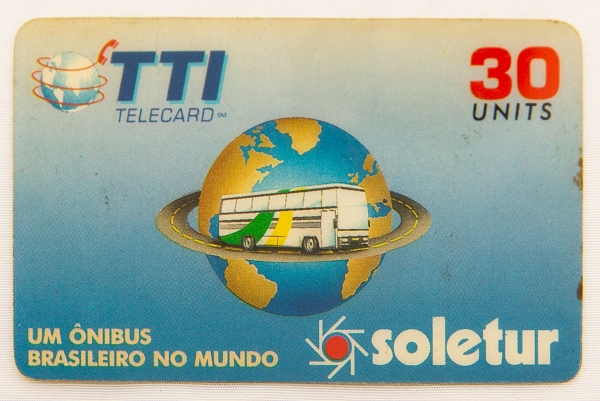 TTI
TELECARD℠
30
UNITS
UM ÔNIBUS
BRASILEIRO NO MUNDO
soletur